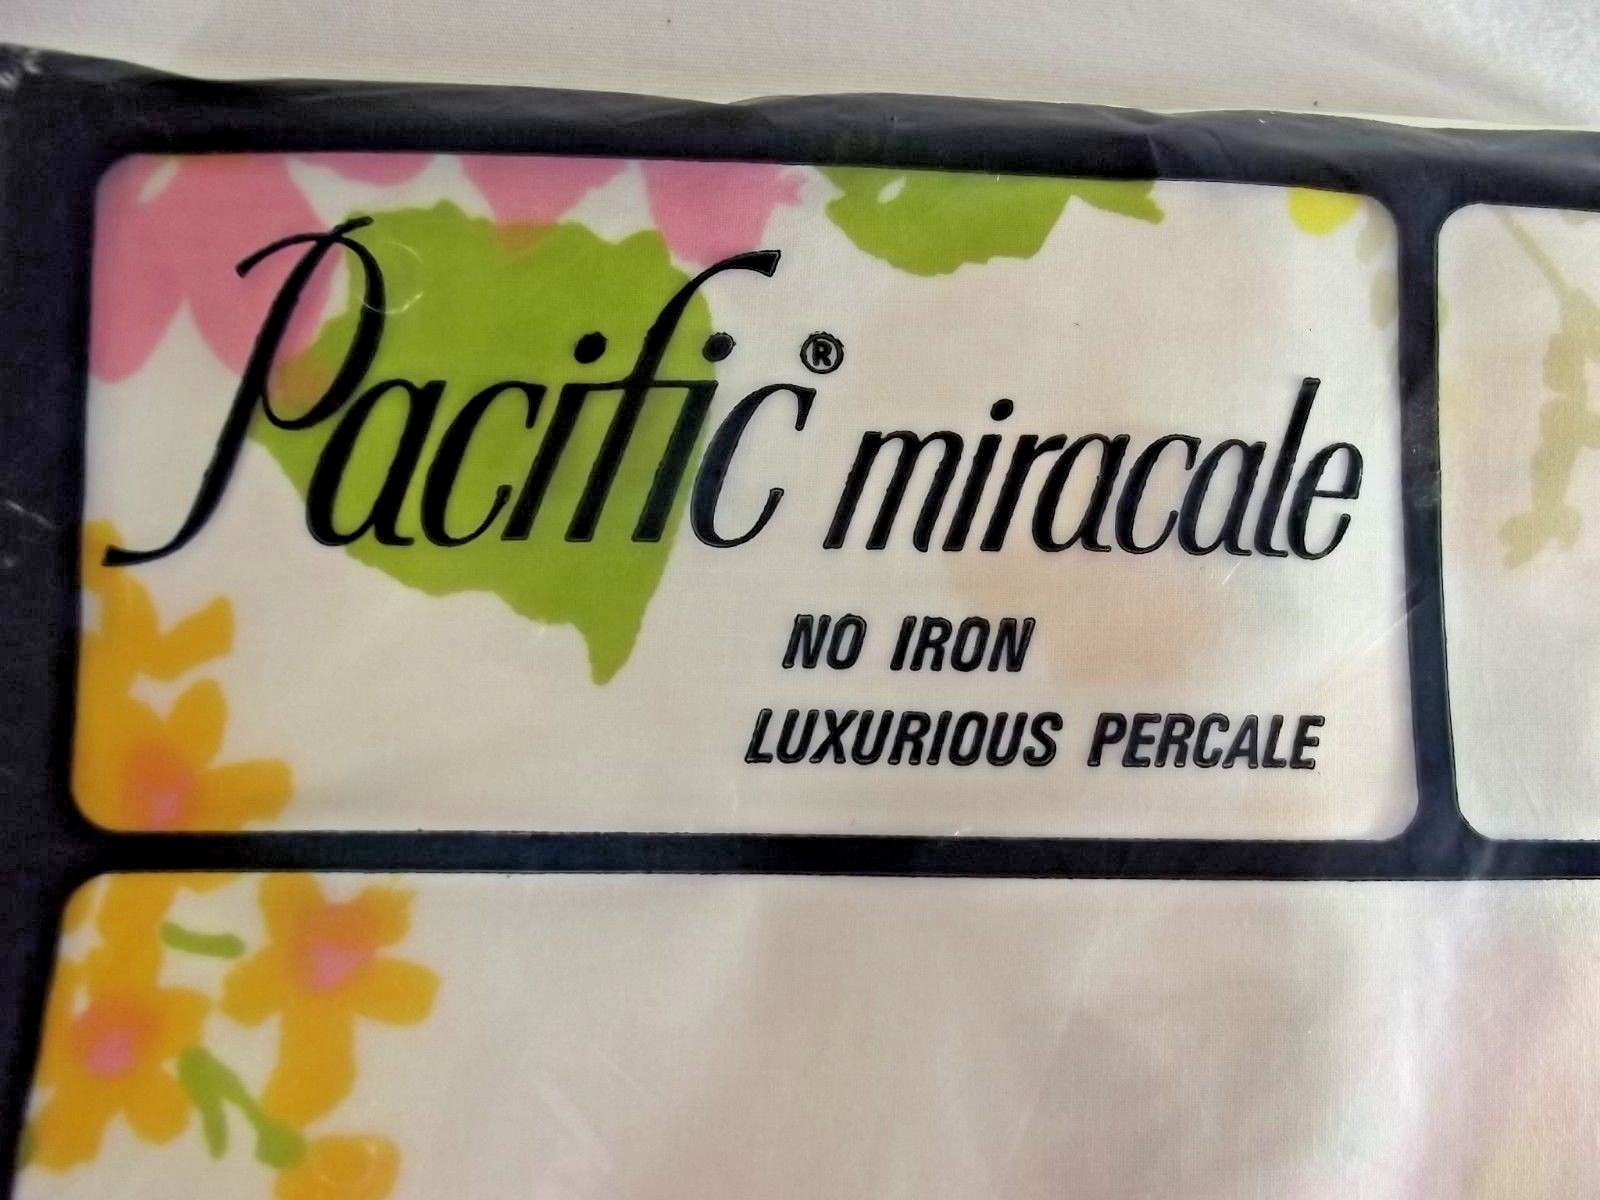 Pacific® miracale
NO IRON
LUXURIOUS PERCALE